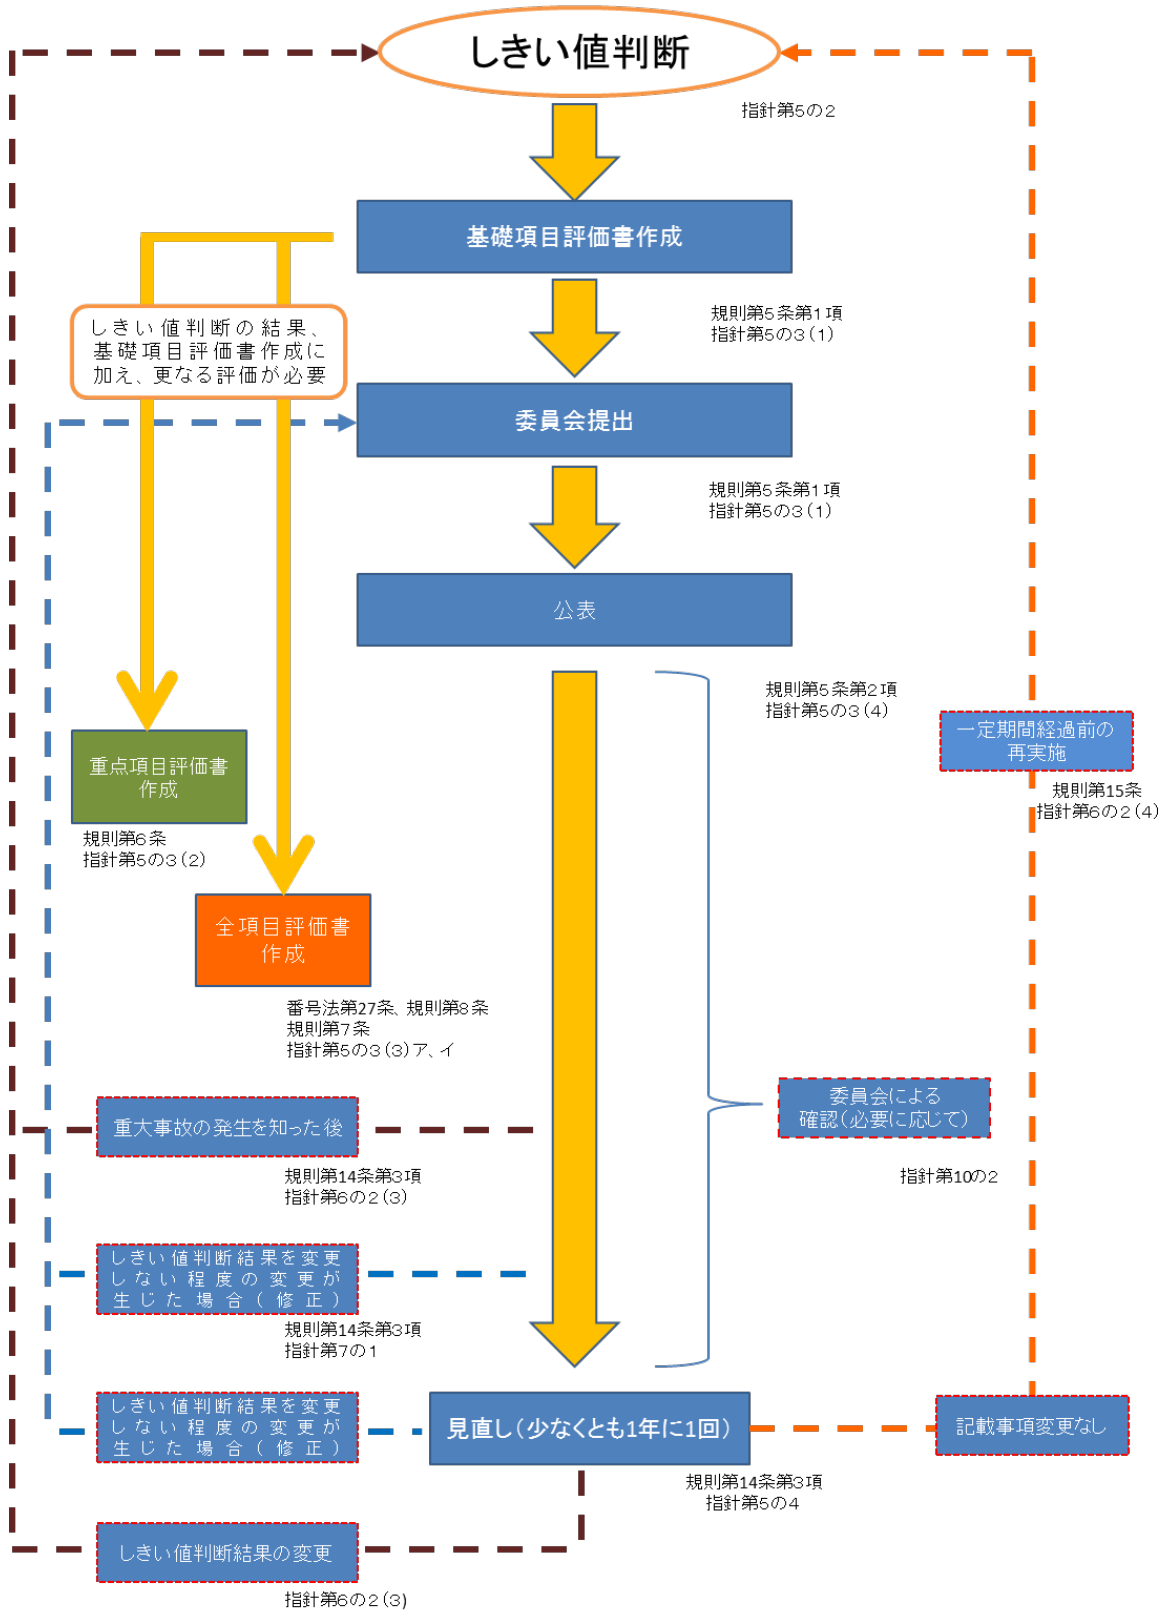 しきい値判断
指針第5の2
基礎項目評価書作成
規則第5条第1項
指針第5の3(1)
しきい値判断の結果、
基礎項目評価書作成に
加え、更なる評価が必要
委員会提出
規則第5条第1項
指針第5の3(1)
公表
規則第5条第2項
指針第5の3(4)
一定期間経過前の
再実施
規則第15条
指針第6の2(4)
重点項目評価書
作成
規則第6条
指針第5の3(2)
全項目評価書
作成
番号法第27条、規則第8条
規則第7条
指針第5の3(3)ア、イ
委員会による
確認(必要に応じて)
指針第10の2
重大事故の発生を知った後
規則第14条第3項
指針第6の2(3)
しきい値判断結果を変更
しない程度の変更が
生じた場合(修正)
規則第14条第3項
指針第7の1
しきい値判断結果を変更
しない程度の変更が
生じた場合(修正)
見直し(少なくとも1年に1回)
記載事項変更なし
規則第14条第3項
指針第5の4
しきい値判断結果の変更
指針第6の2(3)